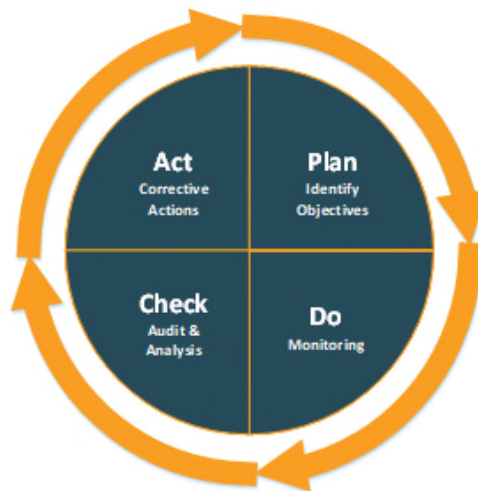 Act
Corrective
Actions
Plan
Identify
Objectives
Check
Audit &
Analysis
Do
Monitoring